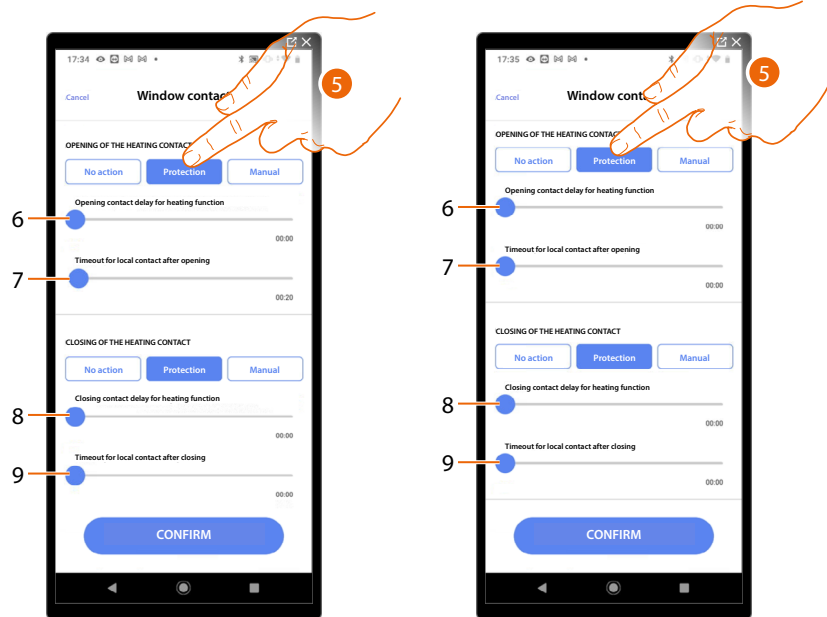 17:34
5
Cancel
Window contac
OPENING OF THE HEATING CONTACT
No action
Protection
Manual
Opening contact delay for heating function
6
00:00
Timeout for local contact after opening
7
00:20
CLOSING OF THE HEATING CONTACT
No action
Protection
Manual
Closing contact delay for heating function
8
00:00
Timeout for local contact after closing
9
00:00
CONFIRM
17:35
5
Cancel
Window cont
OPENING OF THE HEATING CONTACT
No action
Protection
Manual
Opening contact delay for heating function
6
00:00
Timeout for local contact after opening
7
00:00
CLOSING OF THE HEATING CONTACT
No action
Protection
Manual
Closing contact delay for heating function
8
00:00
Timeout for local contact after closing
9
00:00
CONFIRM